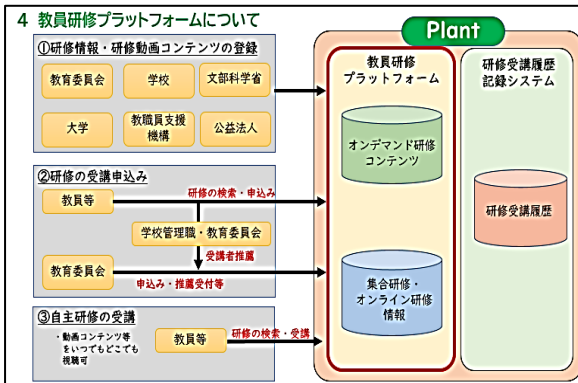 4 教員研修プラットフォームについて
①研修情報・研修動画コンテンツの登録
教育委員会
学校
文部科学省
大学
教職員支援
機構
公益法人
②研修の受講申込み
教員等
研修の検索・申込み
学校管理職・教育委員会
受講者推薦
教育委員会
申込み・推薦受付等
③自主研修の受講
・動画コンテンツ等
をいつでもどこでも
視聴可
教員等
研修の検索・受講
Plant
教員研修
プラットフォーム
オンデマンド研修
コンテンツ
集合研修・
オンライン研修
情報
研修受講履歴
記録システム
研修受講履歴